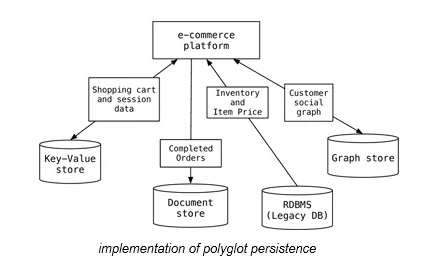 e-commerce
platform
Shopping cart
and session
data
Inventory
and
Item Price
Customer
social
graph
Completed
Orders
Key-Value
store
Document
store
RDBMS
(Legacy DB)
Graph store
implementation of polyglot persistence